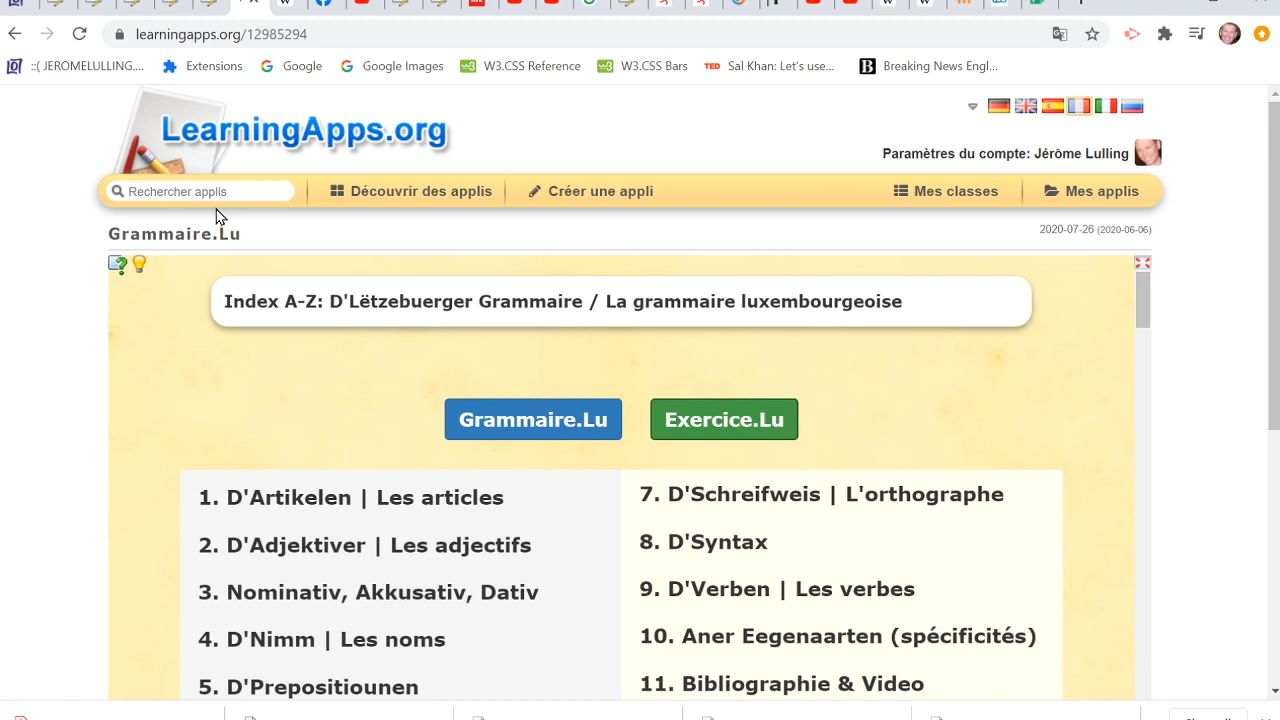 learningapps.org/12985294
::( JEROMELULLING....
Extensions
Google
Google Images
W3.CSS Reference
W3.CSS Bars
TED
Sal Khan: Let's use...
B
Breaking News Engl...
LearningApps.org
Paramètres du compte: Jérôme Lulling
Rechercher applis
Découvrir des applis
Créer une appli
Mes classes
Mes applis
Grammaire.Lu
2020-07-26 (2020-06-06)
Index A-Z: D'Lëtzebuerger Grammaire / La grammaire luxembourgeoise
Grammaire.Lu
Exercice.Lu
1. D'Artikelen | Les articles
2. D'Adjektiver | Les adjectifs
3. Nominativ, Akkusativ, Dativ
4. D'Nimm | Les noms
5. D'Prepositiounen
7. D'Schreifweis | L'orthographe
8. D'Syntax
9. D'Verben | Les verbes
10. Aner Eegenaarten (spécificités)
11. Bibliographie & Video